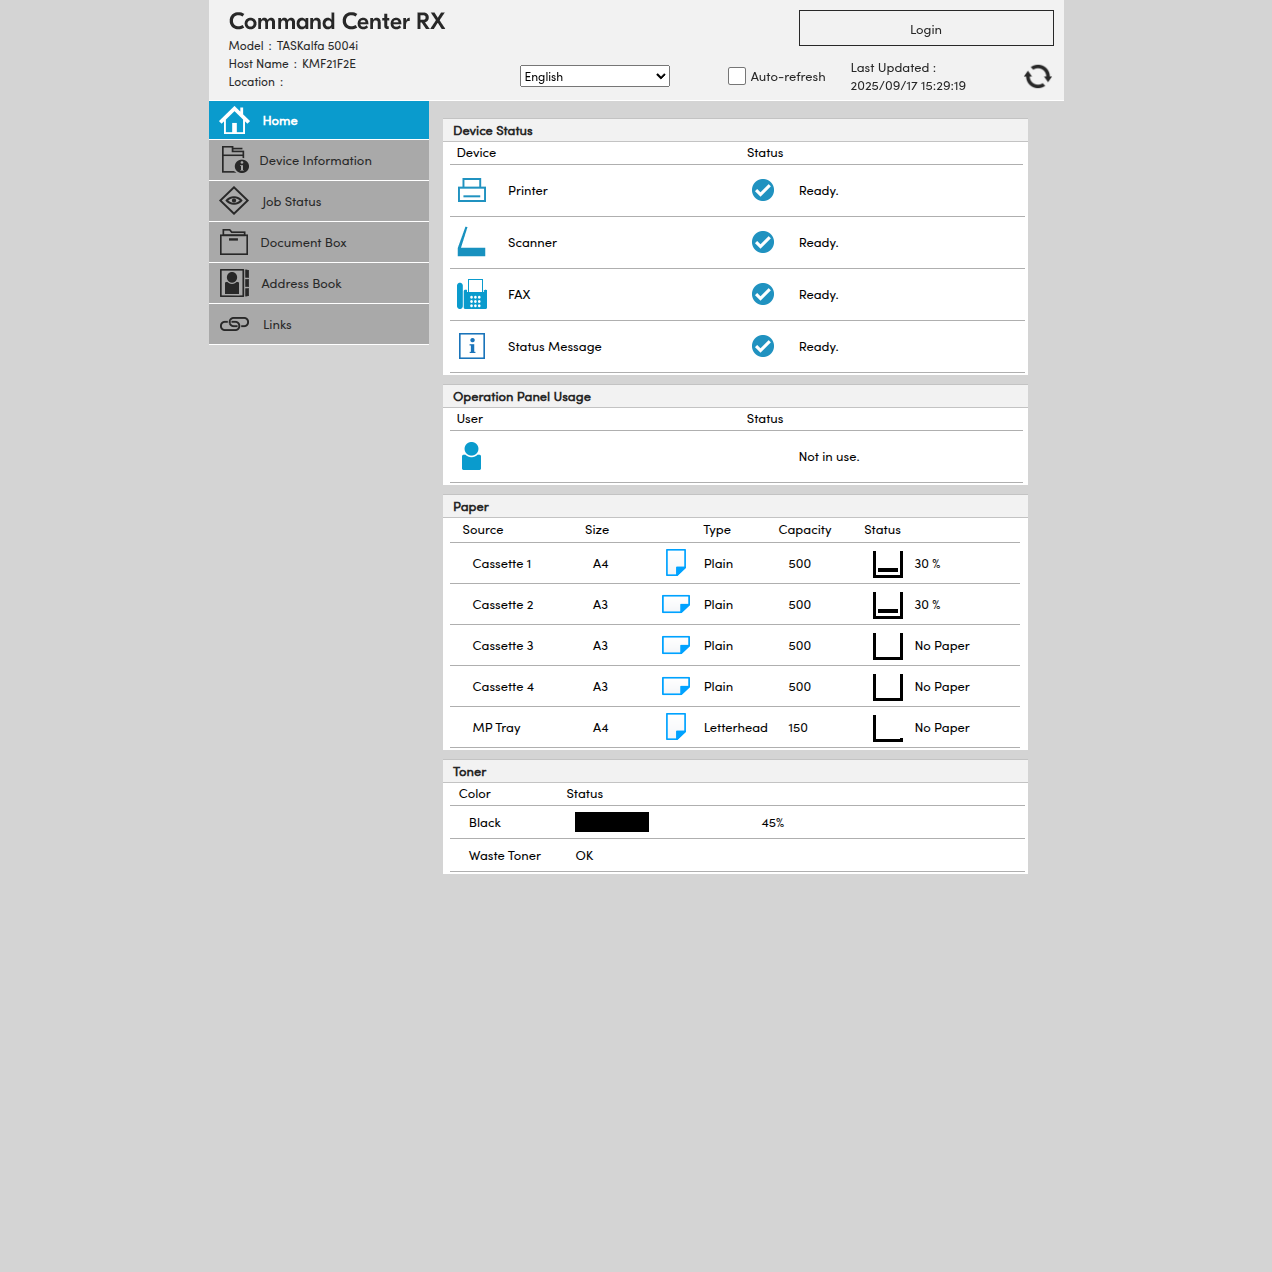 Command Center RX
Model : TASKalfa 5004i
Host Name : KMF21F2E
Location :
English
Auto-refresh
Login
Last Updated :
2025/09/17 15:29:19
Home
Device Information
Job Status
Document Box
Address Book
Links
Device Status
Device Status
Printer Ready.
Scanner Ready.
FAX Ready.
Status Message Ready.
Operation Panel Usage
User Status
Not in use.
Paper
Source Size Type Capacity Status
Cassette 1 A4 Plain 500 30 %
Cassette 2 A3 Plain 500 30 %
Cassette 3 A3 Plain 500 No Paper
Cassette 4 A3 Plain 500 No Paper
MP Tray A4 Letterhead 150 No Paper
Toner
Color Status
Black 45%
Waste Toner OK